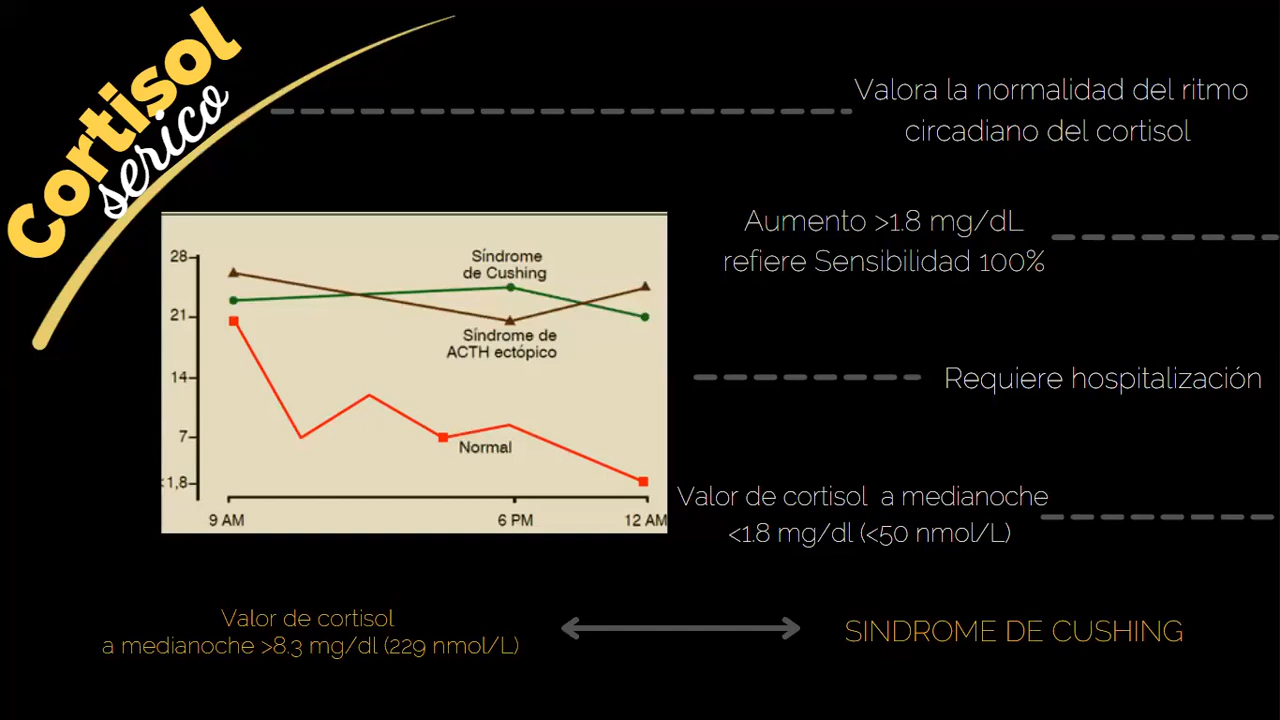 Cortisol
serico
Valora la normalidad del ritmo
circadiano del cortisol
Aumento >1.8 mg/dL
refiere Sensibilidad 100%
28
Síndrome
de Cushing
21
Síndrome de
ACTH ectópico
14
7
Normal
<1,8
9 AM
6 PM
12 AM
Requiere hospitalización
Valor de cortisol a medianoche
<1.8 mg/dl (<50 nmol/L)
Valor de cortisol
a medianoche >8.3 mg/dl (229 nmol/L)
SINDROME DE CUSHING